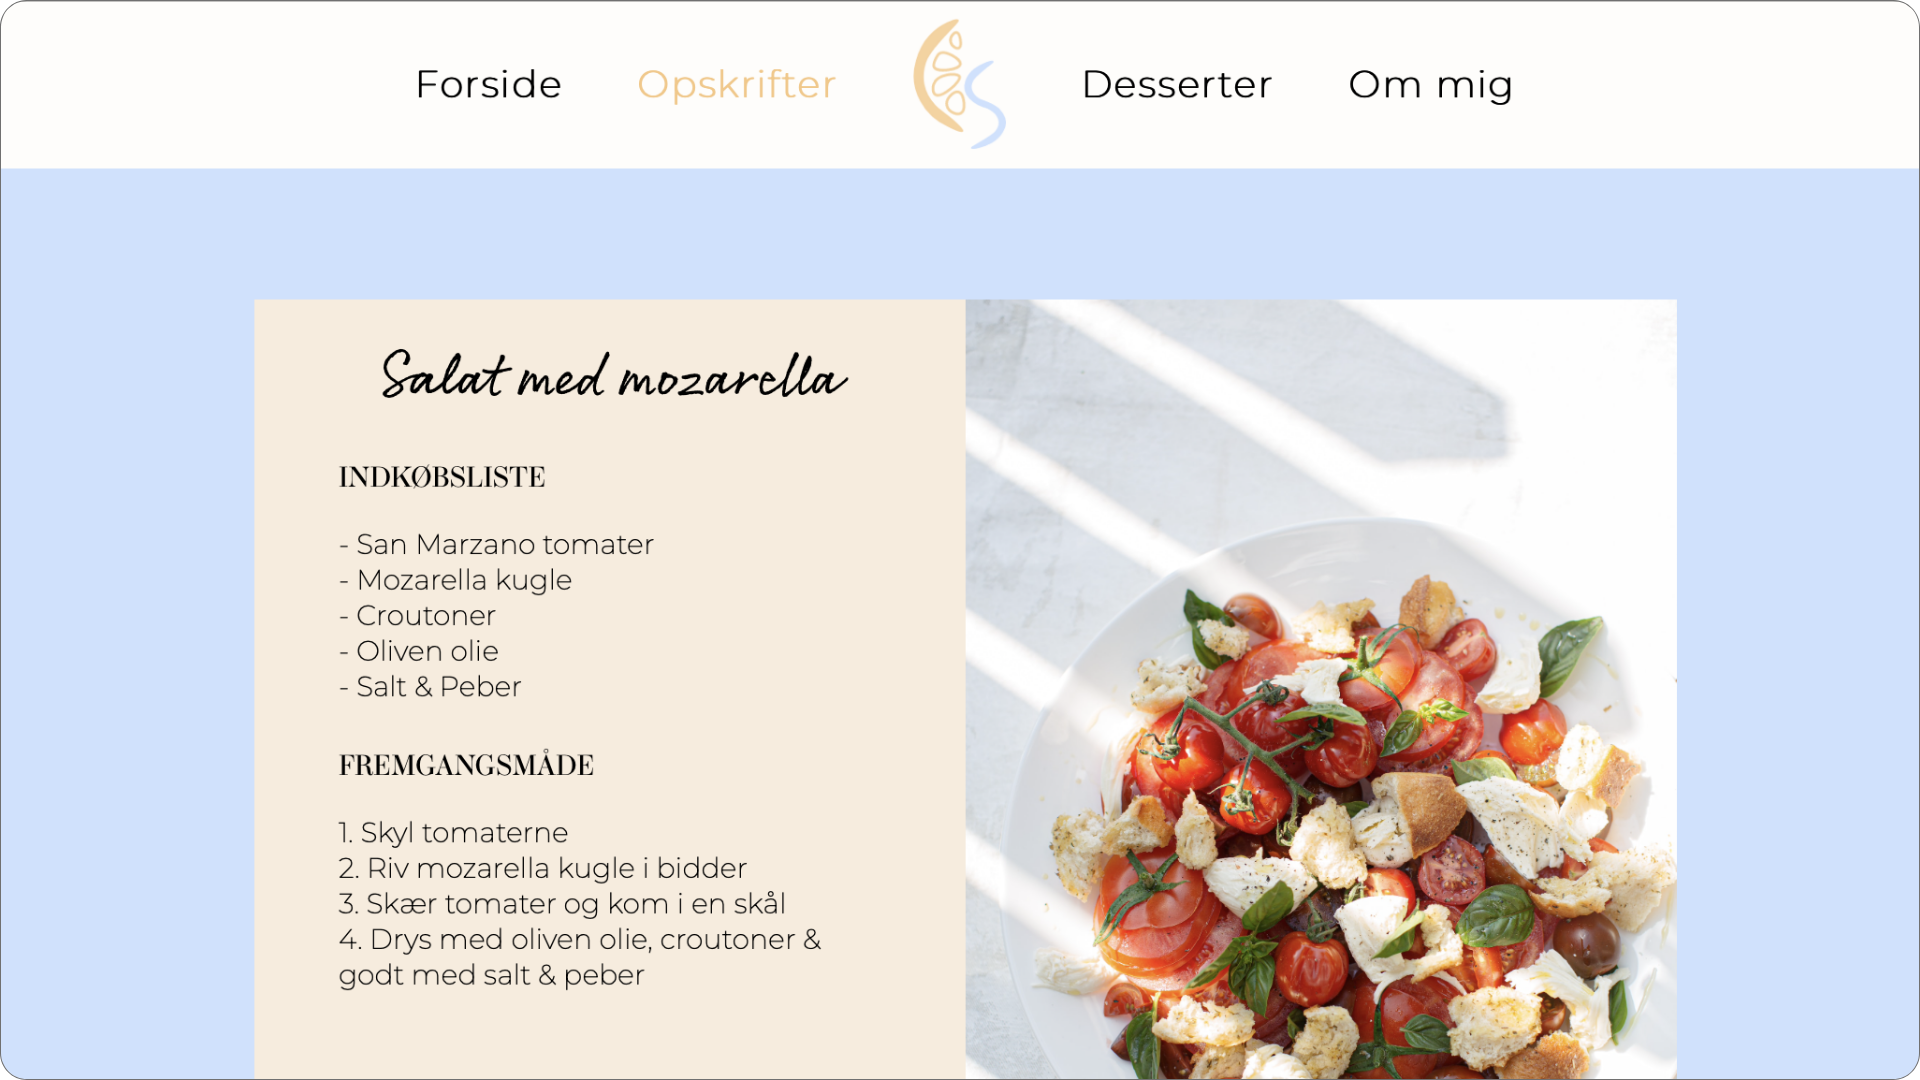 Forside
Opskrifter
Desserter
Om mig
Salat med mozarella
INDKØBSLISTE
- San Marzano tomater
- Mozarella kugle
- Croutoner
- Oliven olie
- Salt & Peber
FREMGANGSMÅDE
1. Skyl tomaterne
2. Riv mozarella kugle i bidder
3. Skær tomater og kom i en skål
4. Drys med oliven olie, croutoner &
godt med salt & peber